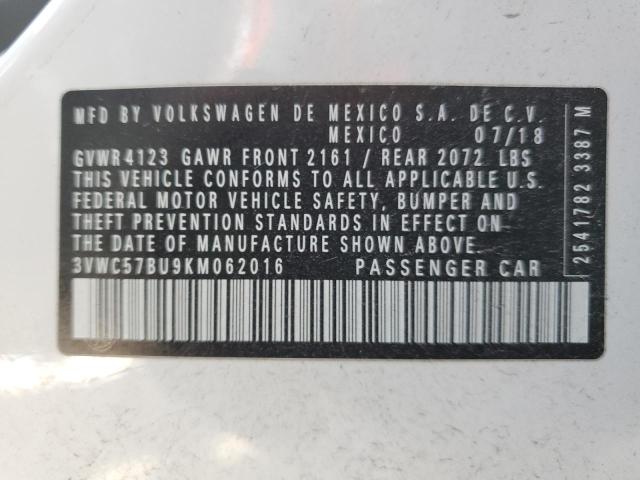 MFD BY VOLKSWAGEN DE MEXICO S.A. DE C.V.
MEXICO 07/18
GVWR 4123 GAWR FRONT 2161 / REAR 2072 LBS
THIS VEHICLE CONFORMS TO ALL APPLICABLE U.S.
FEDERAL MOTOR VEHICLE SAFETY, BUMPER AND
THEFT PREVENTION STANDARDS IN EFFECT ON
THE DATE OF MANUFACTURE SHOWN ABOVE.
3VWC57BU9KM062016 PASSENGER CAR
2541782 3387 M